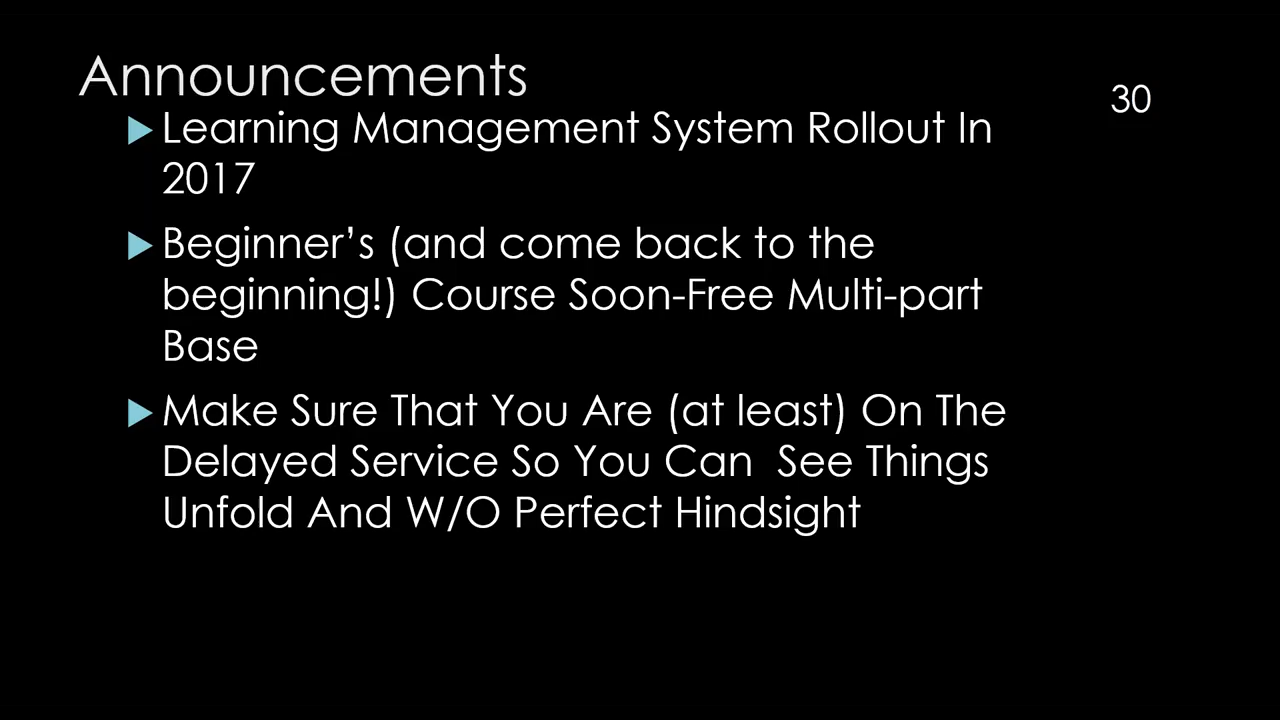 Announcements
30
Learning Management System Rollout In
2017
Beginner’s (and come back to the
beginning!) Course Soon-Free Multi-part
Base
Make Sure That You Are (at least) On The
Delayed Service So You Can  See Things
Unfold And W/O Perfect Hindsight